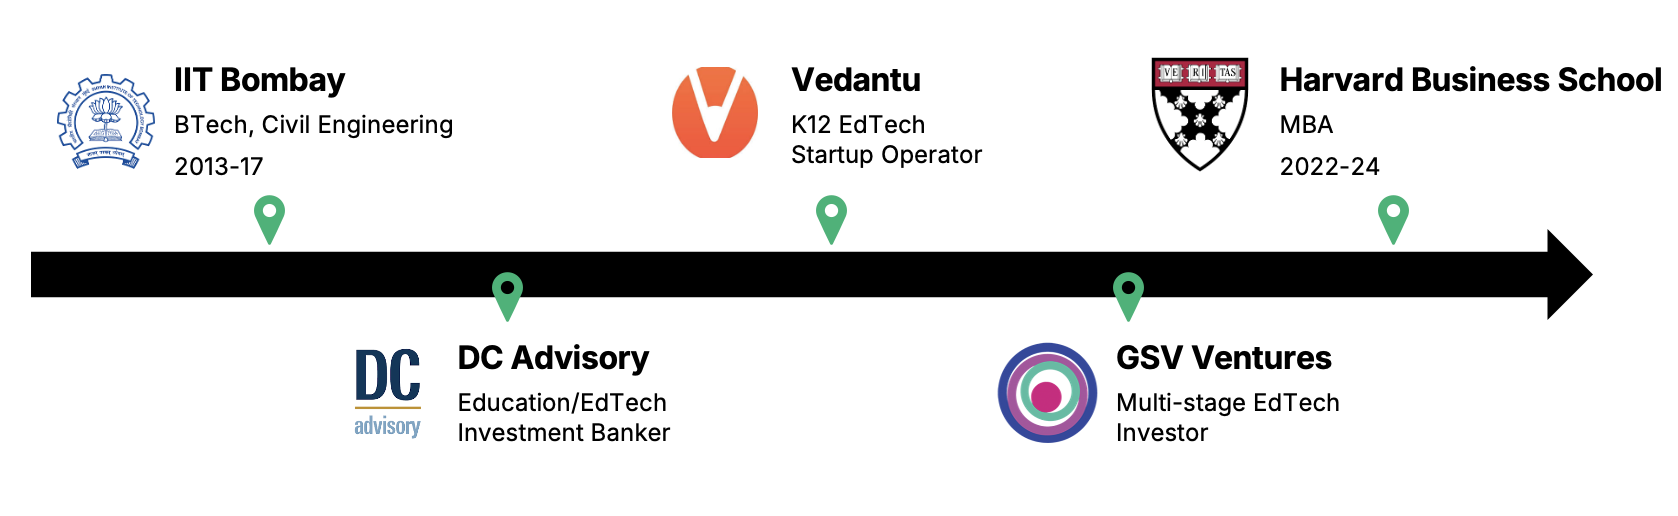 IIT Bombay
BTech, Civil Engineering
2013-17
Vedantu
K12 EdTech
Startup Operator
VE RI TAS
Harvard Business School
MBA
2022-24
DC
advisory
DC Advisory
Education/EdTech
Investment Banker
GSV Ventures
Multi-stage EdTech
Investor